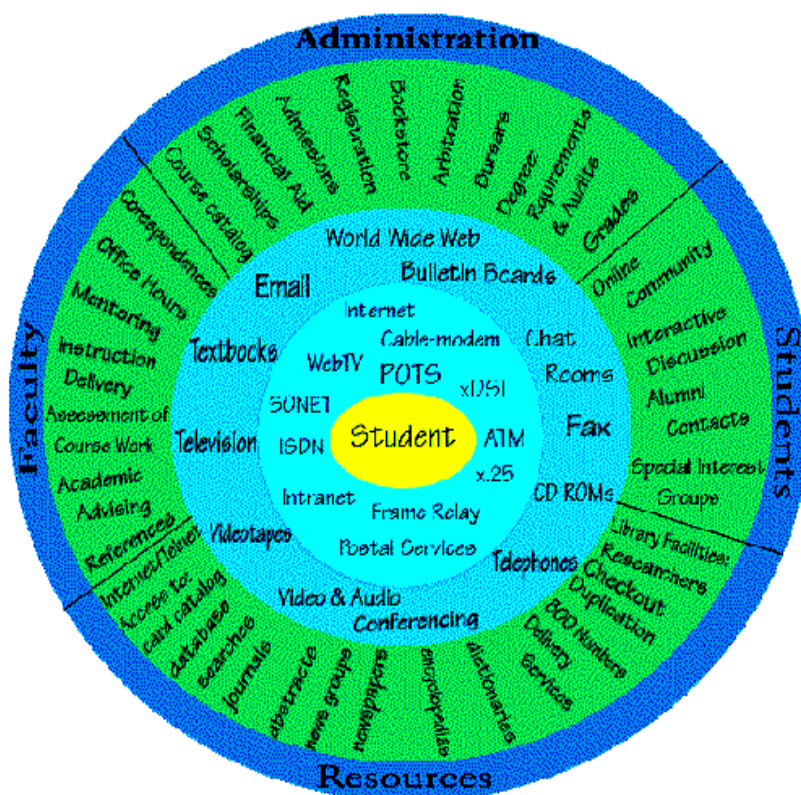 Administration
Course catalog
Scholarships
Financial Aid
Admissions
Registration
Bookstore
Arbitration
Bursars
Degree
Rquirements
& Audits
Grades
Students
Online
Community
Interactive
Discussion
Alumni
Contacts
Special Interest
Groups
Resources
Library Facilities:
Researchers
Checkout
Duplication
800 Numbers
Delivery
Services
dictionaries
encyclopedias
newspapers
news groups
abstracts
journals
searches
database
card catalog
Access to:
Internet/Telnet
Faculty
Corespondences
Office Hours
Mentoring
Instruction
Delivery
Assessment of
Course Work
Academic
Advising
References
World Wide Web
Bulletin Boards
Email
Chat
Rooms
Textbooks
Fax
Television
CD ROMs
Videotapes
Telephones
Video & Audio
Conferencing
Internet
Cable-modem
WebTV
POTS
xDSL
SONET
ATM
ISDN
x.25
Intranet
Frame Relay
Postal Services
Student